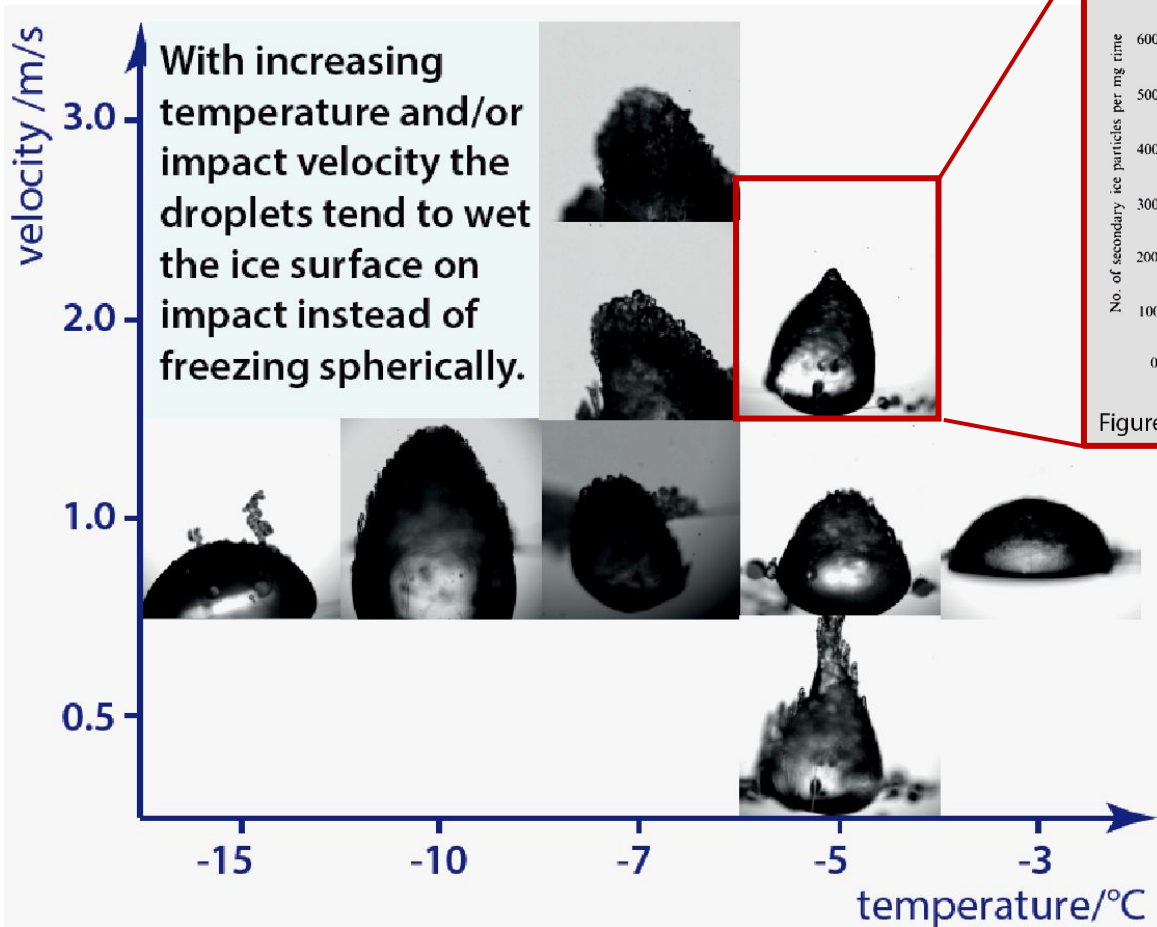 velocity /m/s
With increasing
temperature and/or
impact velocity the
droplets tend to wet
the ice surface on
impact instead of
freezing spherically.
3.0
2.0
1.0
0.5
-15
-10
-7
-5
-3
temperature/°C
No. of secondary ice particles per mg rime
600
500
400
300
200
100
0
Figure